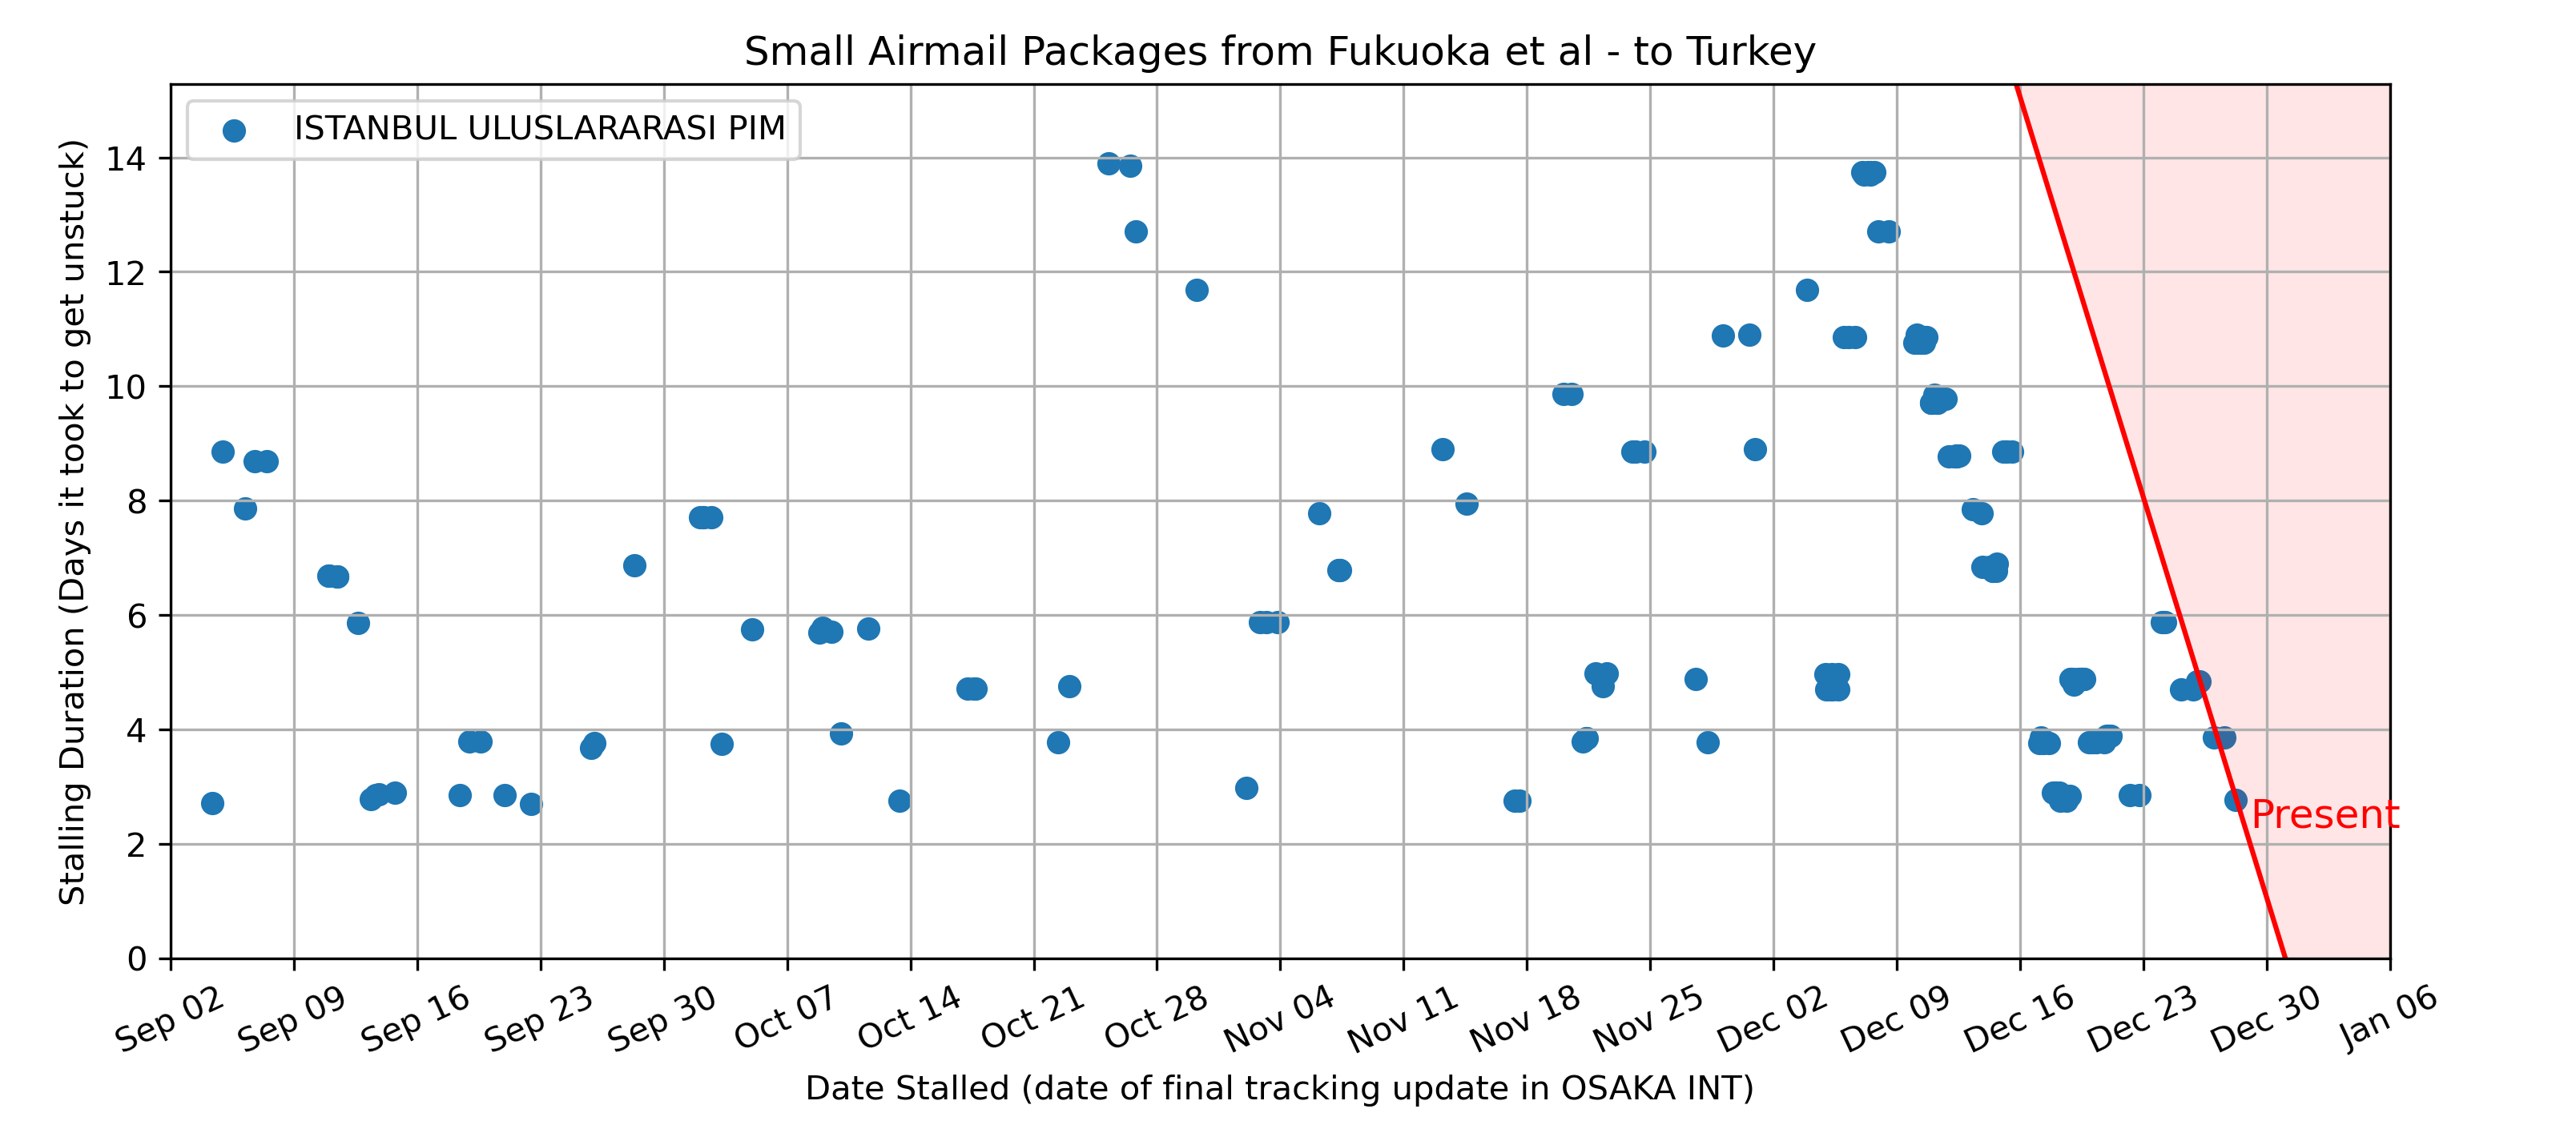 Small Airmail Packages from Fukuoka et al - to Turkey
ISTANBUL ULUSLARARASI PIM
Stalling Duration (Days it took to get unstuck)
14
12
10
8
6
4
2
0
Present
Sep 02
Sep 09
Sep 16
Sep 23
Sep 30
Oct 07
Oct 14
Oct 21
Oct 28
Nov 04
Nov 11
Nov 18
Nov 25
Dec 02
Dec 09
Dec 16
Dec 23
Dec 30
Jan 06
Date Stalled (date of final tracking update in OSAKA INT)